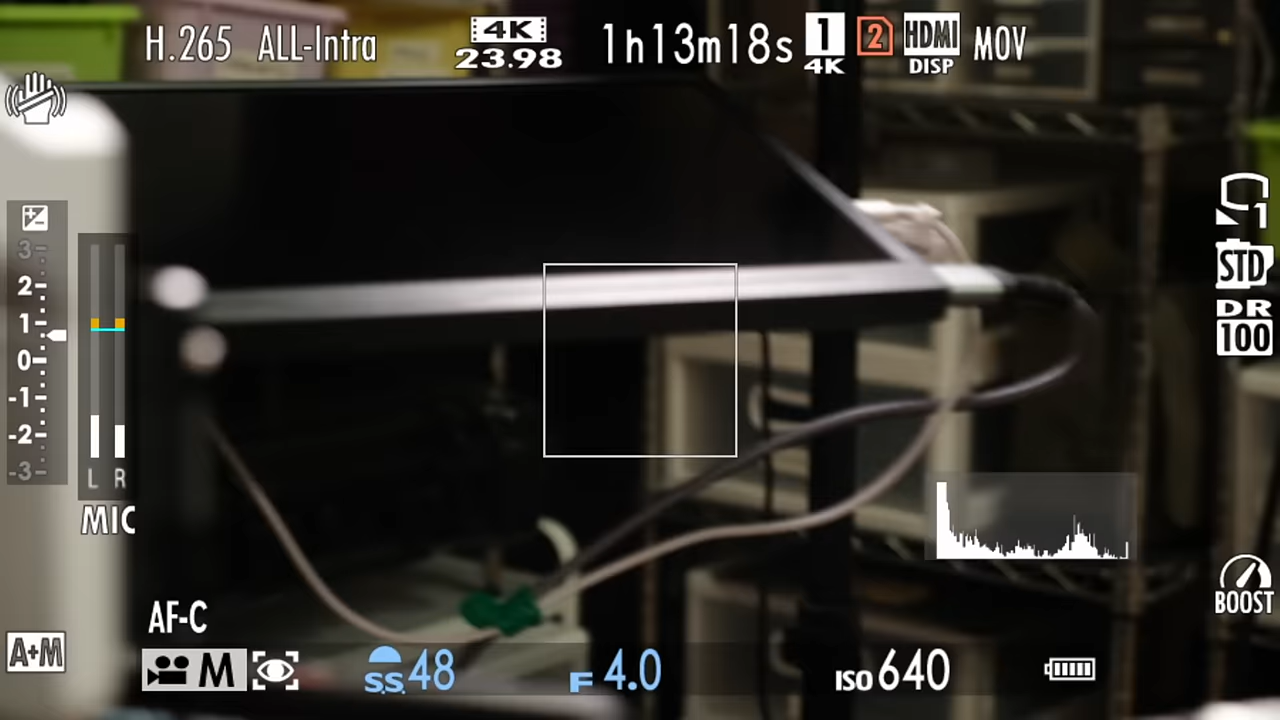 H.265 ALL-Intra 4K 23.98 1h13m18s 1 4K 2 HDMI DISP MOV
3
2
1
0
-1
-2
-3
L R
MIC
1
STD
DR
100
BOOST
AF-C
A+M
M S.S. 48 F 4.0 ISO 640